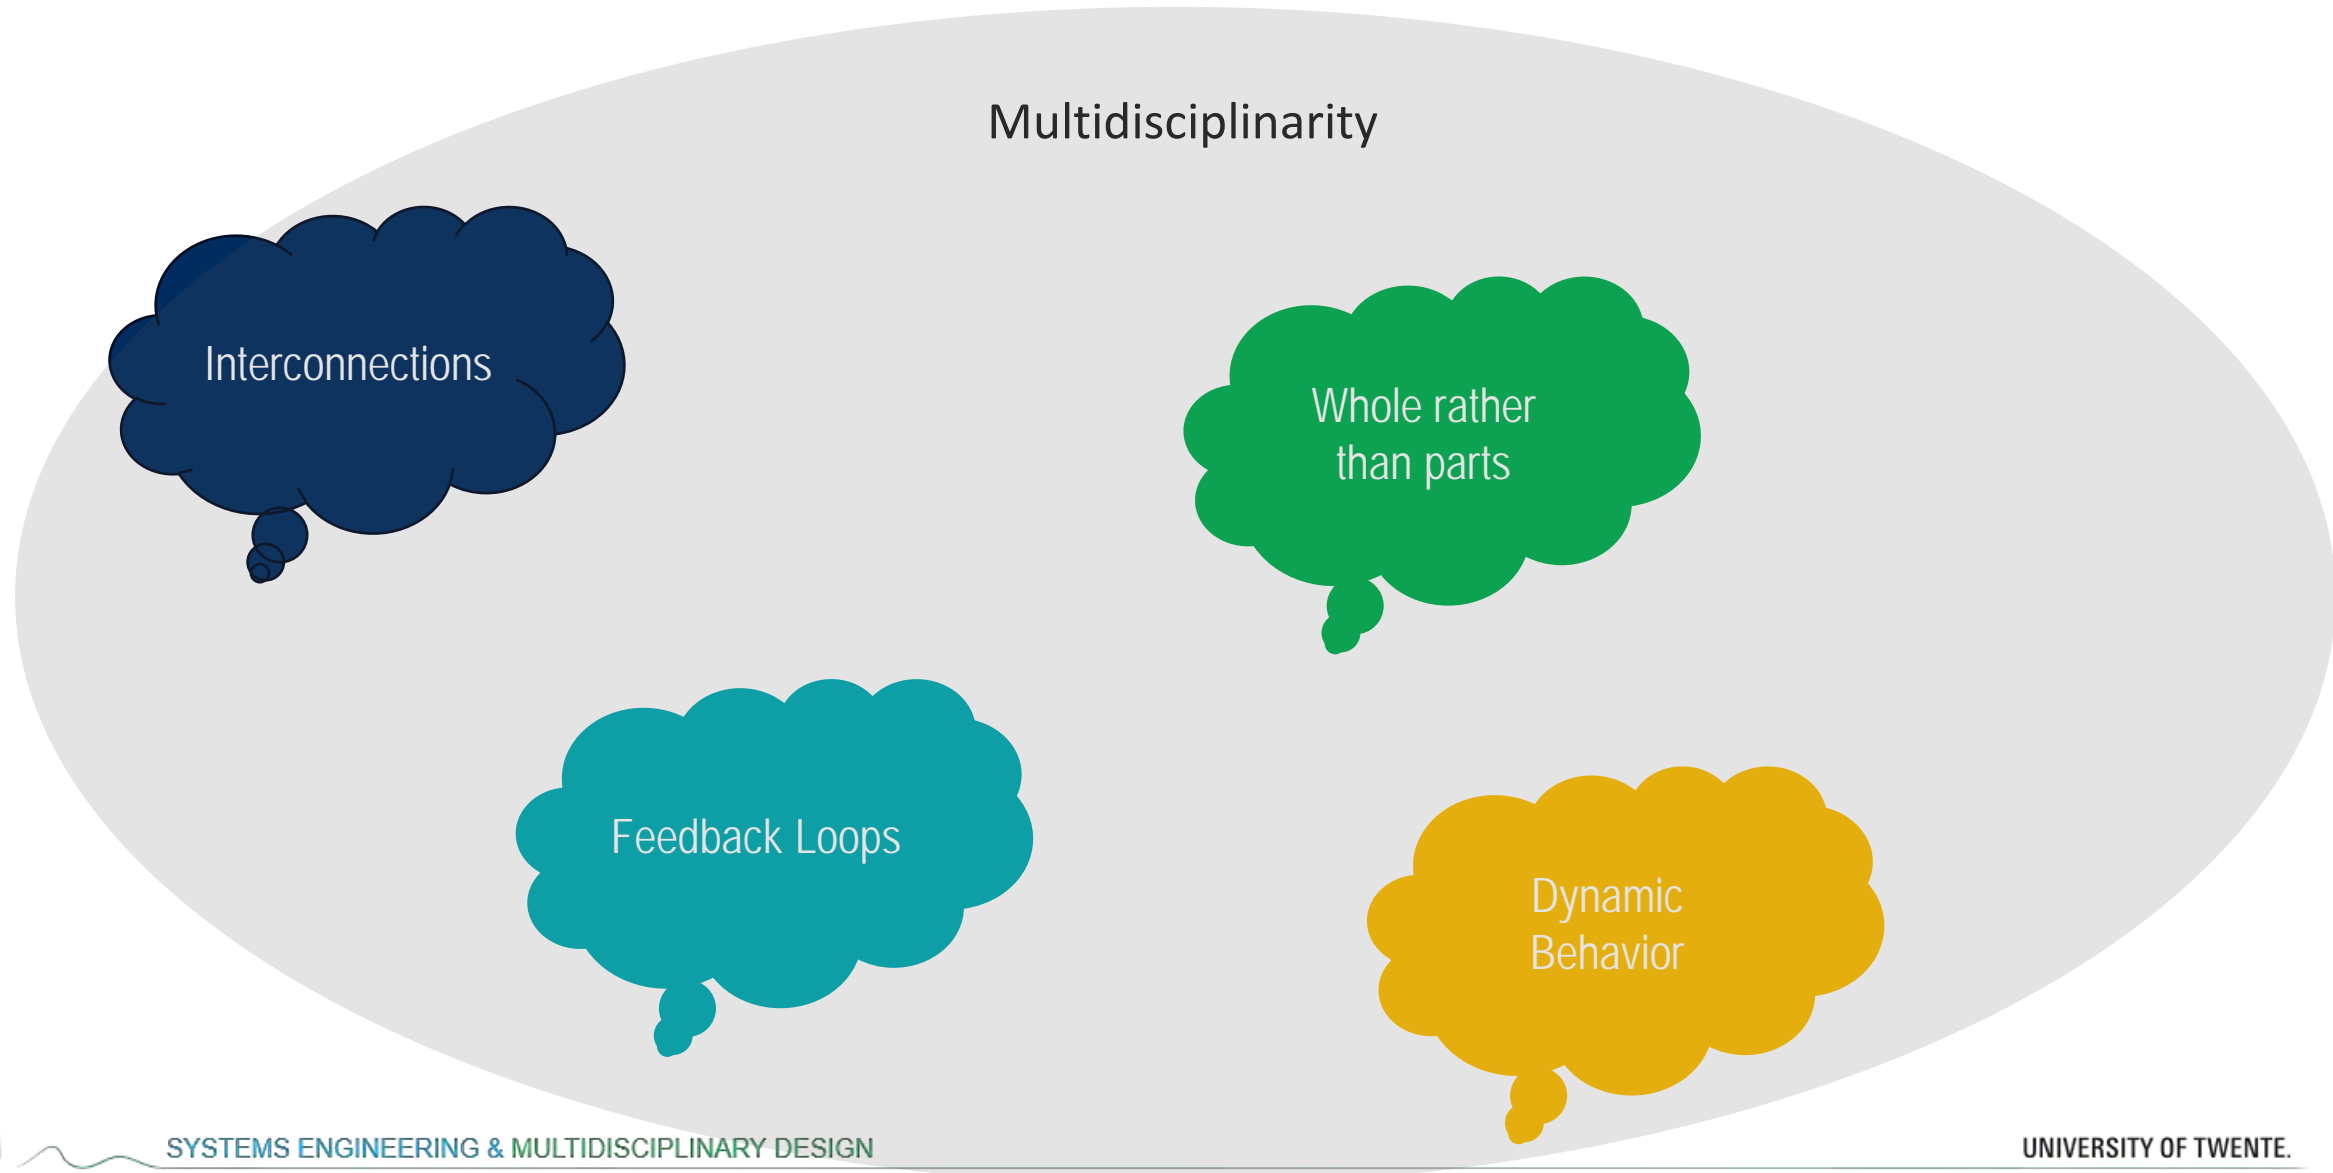 Multidisciplinarity
Interconnections
Whole rather
than parts
Feedback Loops
Dynamic
Behavior
SYSTEMS ENGINEERING & MULTIDISCIPLINARY DESIGN
UNIVERSITY OF TWENTE.